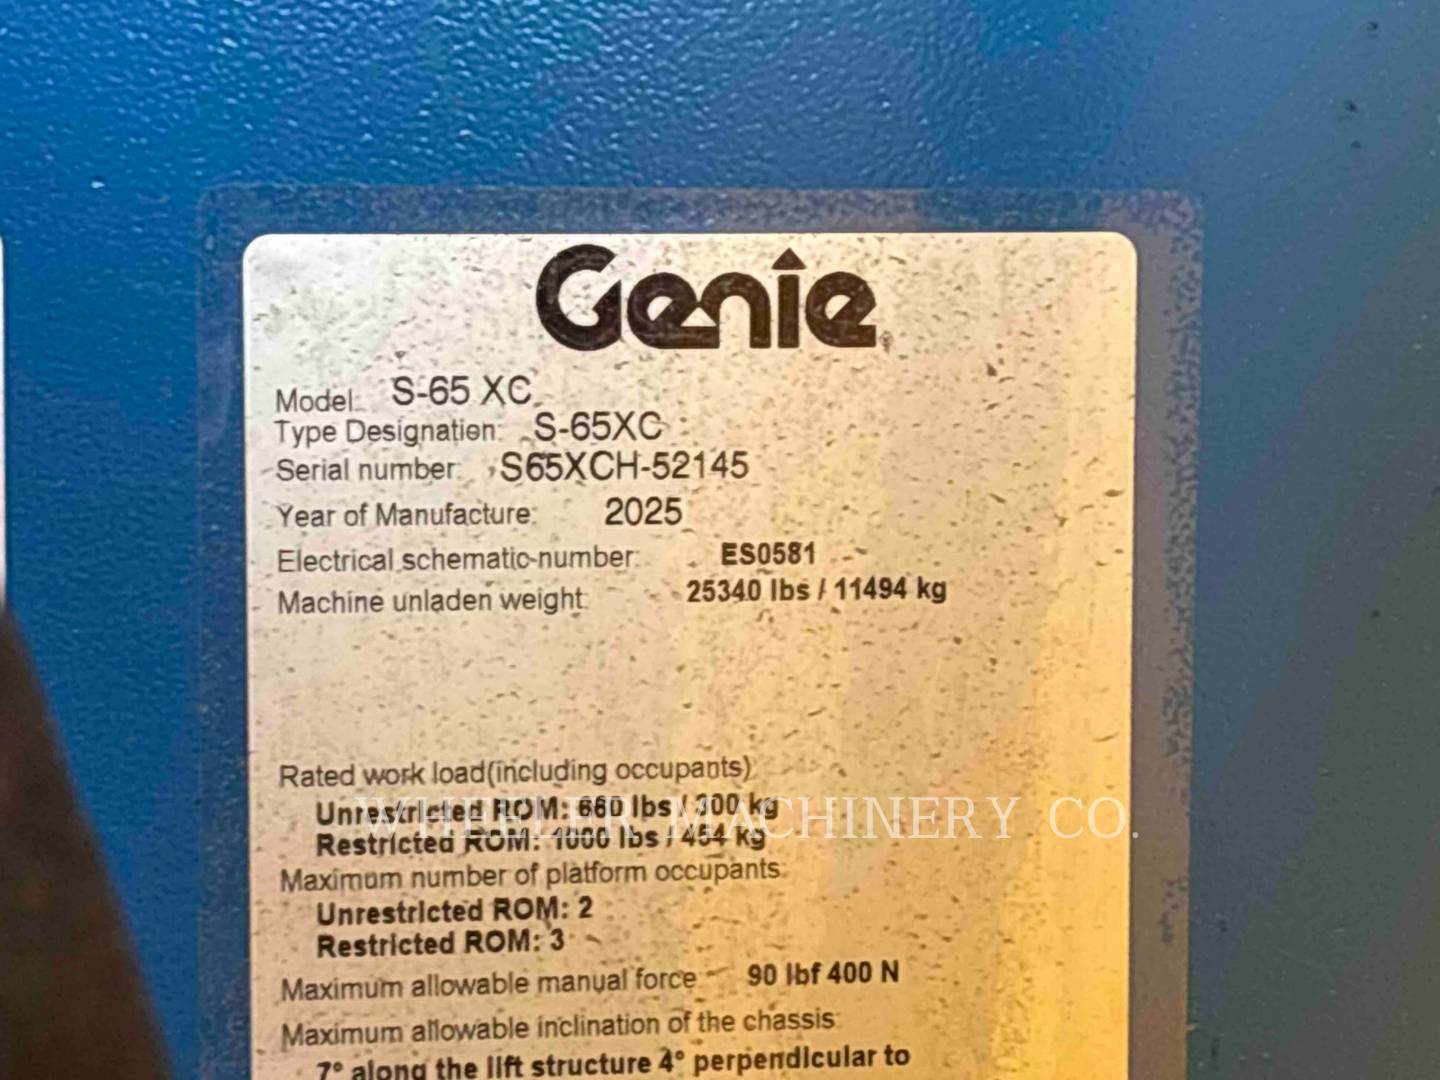 Genie
Model: S-65 XC
Type Designation: S-65XC
Serial number: S65XCH-52145
Year of Manufacture: 2025
Electrical schematic number: ES0581
Machine unladen weight: 25340 lbs / 11494 kg
Rated work load(including occupants)
Unrestricted ROM: 660 lbs / 300 kg
WHEELER MACHINERY CO.
Restricted ROM: 1000 lbs / 454 kg
Maximum number of platform occupants:
Unrestricted ROM: 2
Restricted ROM: 3
Maximum allowable manual force 90 lbf 400 N
Maximum allowable inclination of the chassis:
7° along the lift structure 4° perpendicular to